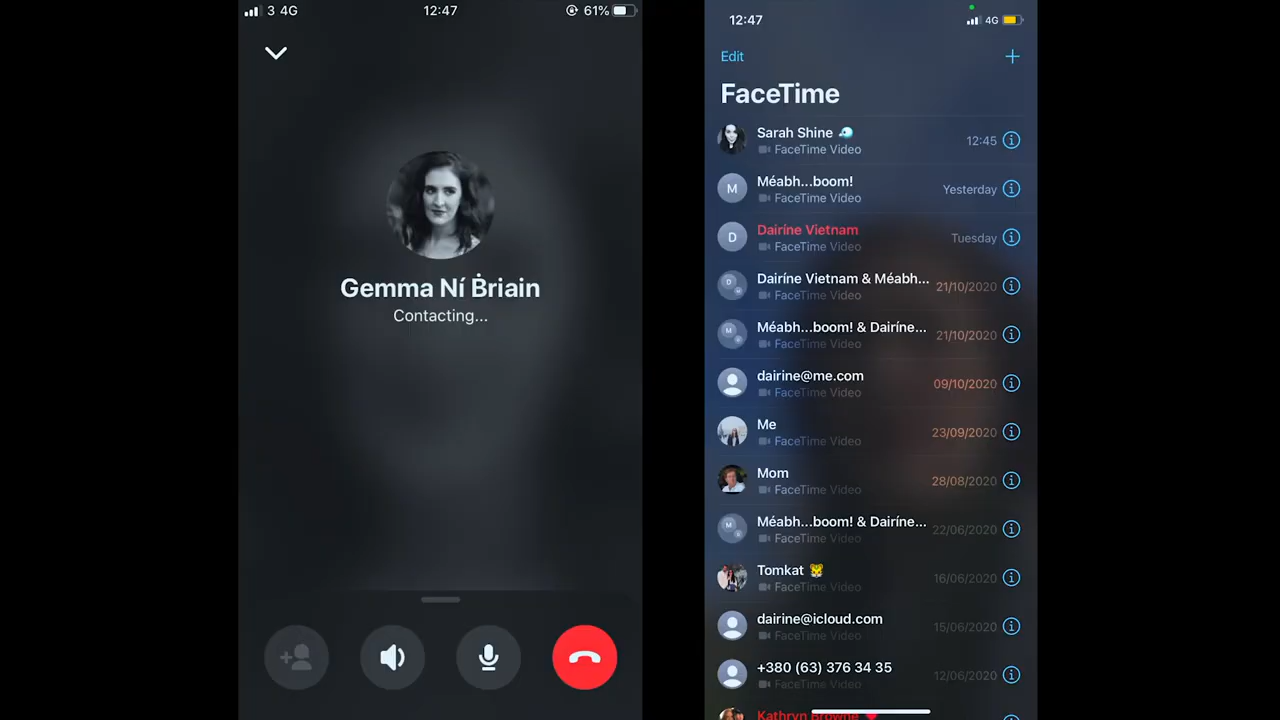 3 4G
12:47
61%
Gemma Ní Ḃriain
Contacting...
12:47
4G
Edit
FaceTime
Sarah Shine
FaceTime Video
12:45
M
Méabh...boom!
FaceTime Video
Yesterday
D
Dairíne Vietnam
FaceTime Video
Tuesday
D
Dairíne Vietnam & Méabh...
FaceTime Video
21/10/2020
M
Méabh...boom! & Dairíne...
FaceTime Video
21/10/2020
dairine@me.com
FaceTime Video
09/10/2020
Me
FaceTime Video
23/09/2020
Mom
FaceTime Video
28/08/2020
M
Méabh...boom! & Dairíne...
FaceTime Video
22/06/2020
Tomkat
FaceTime Video
16/06/2020
dairine@icloud.com
FaceTime Video
15/06/2020
+380 (63) 376 34 35
FaceTime Video
12/06/2020
Kathryn Browne